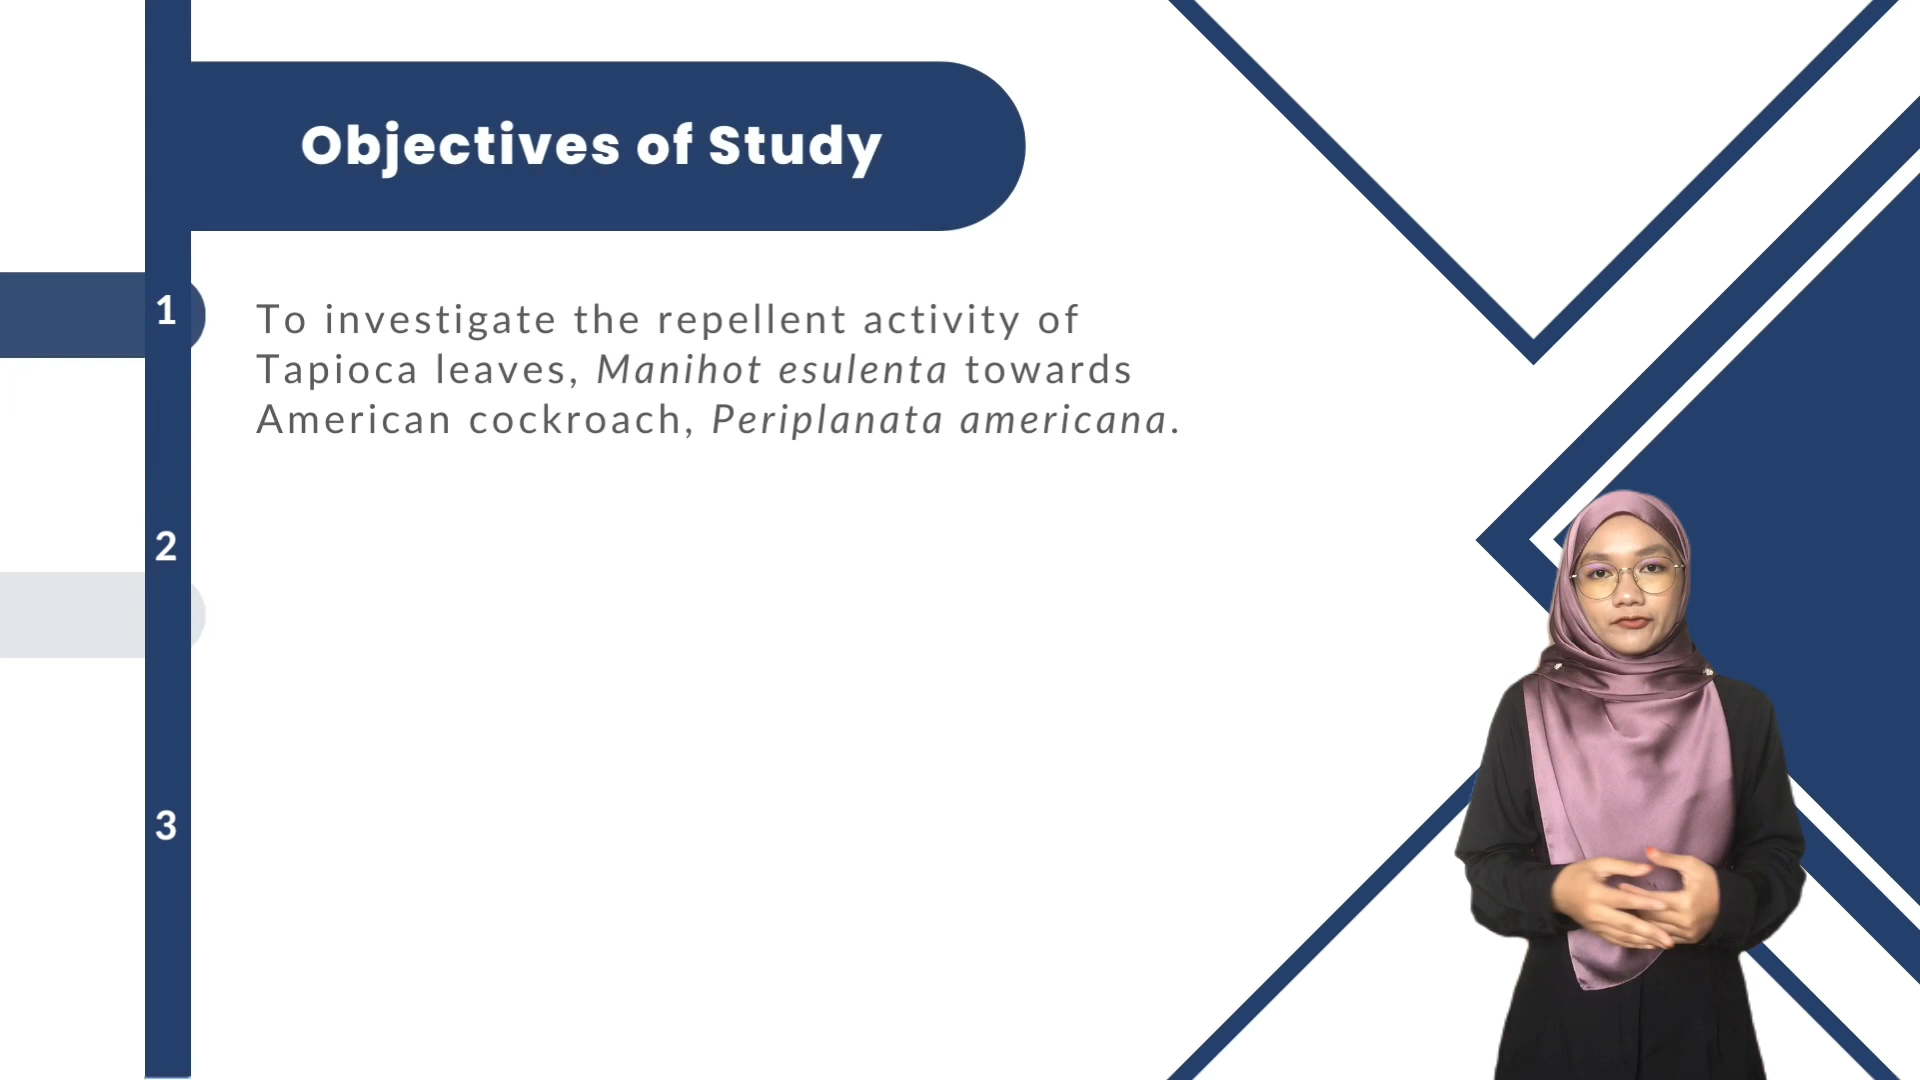 Objectives of Study
1
To investigate the repellent activity of
Tapioca leaves, Manihot esulenta towards
American cockroach, Periplanata americana.
2
3